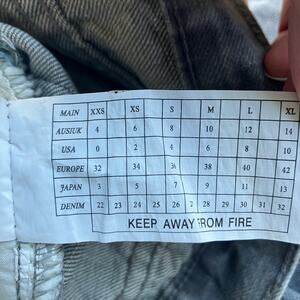 MAIN XXS XS S M L XL
AUS|UK 4 6 8 10 12 14
USA 0 2 4 6 8 10
EUROPE 32 34 38 40 42
JAPAN 3 5 7 9 11 13
DENIM 22 23 24 25 26 28 29 30 31 32
KEEP AWAY FROM FIRE